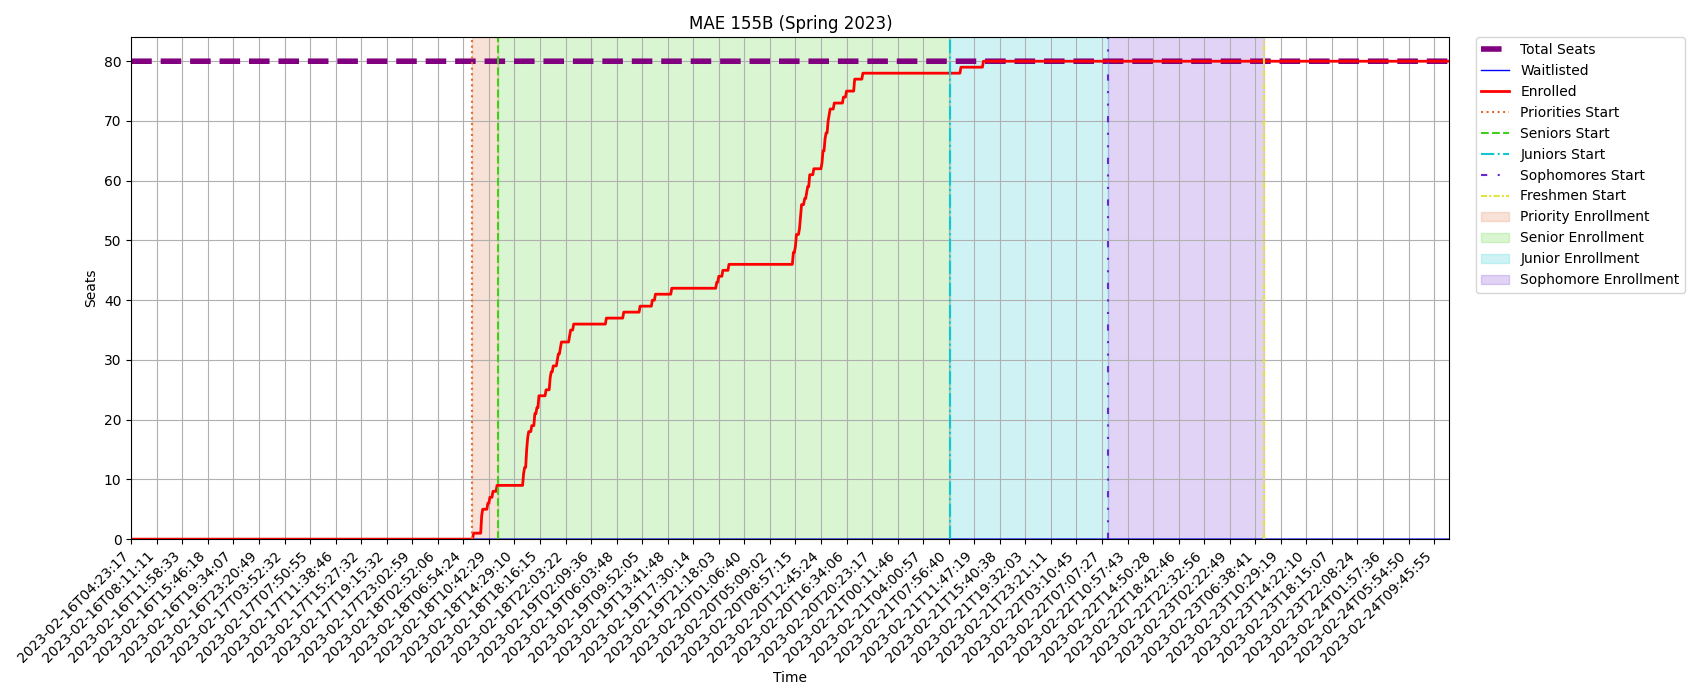 MAE 155B (Spring 2023)
Seats
80
70
60
50
40
30
20
10
0
2023-02-16T04:23:17
2023-02-16T08:11:11
2023-02-16T11:58:33
2023-02-16T15:46:18
2023-02-16T19:34:07
2023-02-16T23:20:49
2023-02-17T03:52:32
2023-02-17T07:50:55
2023-02-17T11:38:46
2023-02-17T15:27:32
2023-02-17T19:15:32
2023-02-17T23:02:59
2023-02-18T02:52:06
2023-02-18T06:54:24
2023-02-18T10:42:29
2023-02-18T14:29:10
2023-02-18T18:16:15
2023-02-18T22:03:22
2023-02-19T02:09:36
2023-02-19T06:03:48
2023-02-19T09:52:05
2023-02-19T13:41:48
2023-02-19T17:30:14
2023-02-19T21:18:03
2023-02-20T01:06:40
2023-02-20T05:09:02
2023-02-20T08:57:15
2023-02-20T12:45:24
2023-02-20T16:34:06
2023-02-20T20:23:17
2023-02-21T00:11:46
2023-02-21T04:00:57
2023-02-21T07:56:40
2023-02-21T11:47:19
2023-02-21T15:40:38
2023-02-21T19:32:03
2023-02-21T23:21:11
2023-02-22T03:10:45
2023-02-22T07:07:27
2023-02-22T10:57:43
2023-02-22T14:50:28
2023-02-22T18:42:46
2023-02-22T22:32:56
2023-02-23T02:22:49
2023-02-23T06:38:41
2023-02-23T10:29:19
2023-02-23T14:22:10
2023-02-23T18:15:07
2023-02-23T22:08:24
2023-02-24T01:57:36
2023-02-24T05:54:50
2023-02-24T09:45:55
Time
Total Seats
Waitlisted
Enrolled
Priorities Start
Seniors Start
Juniors Start
Sophomores Start
Freshmen Start
Priority Enrollment
Senior Enrollment
Junior Enrollment
Sophomore Enrollment